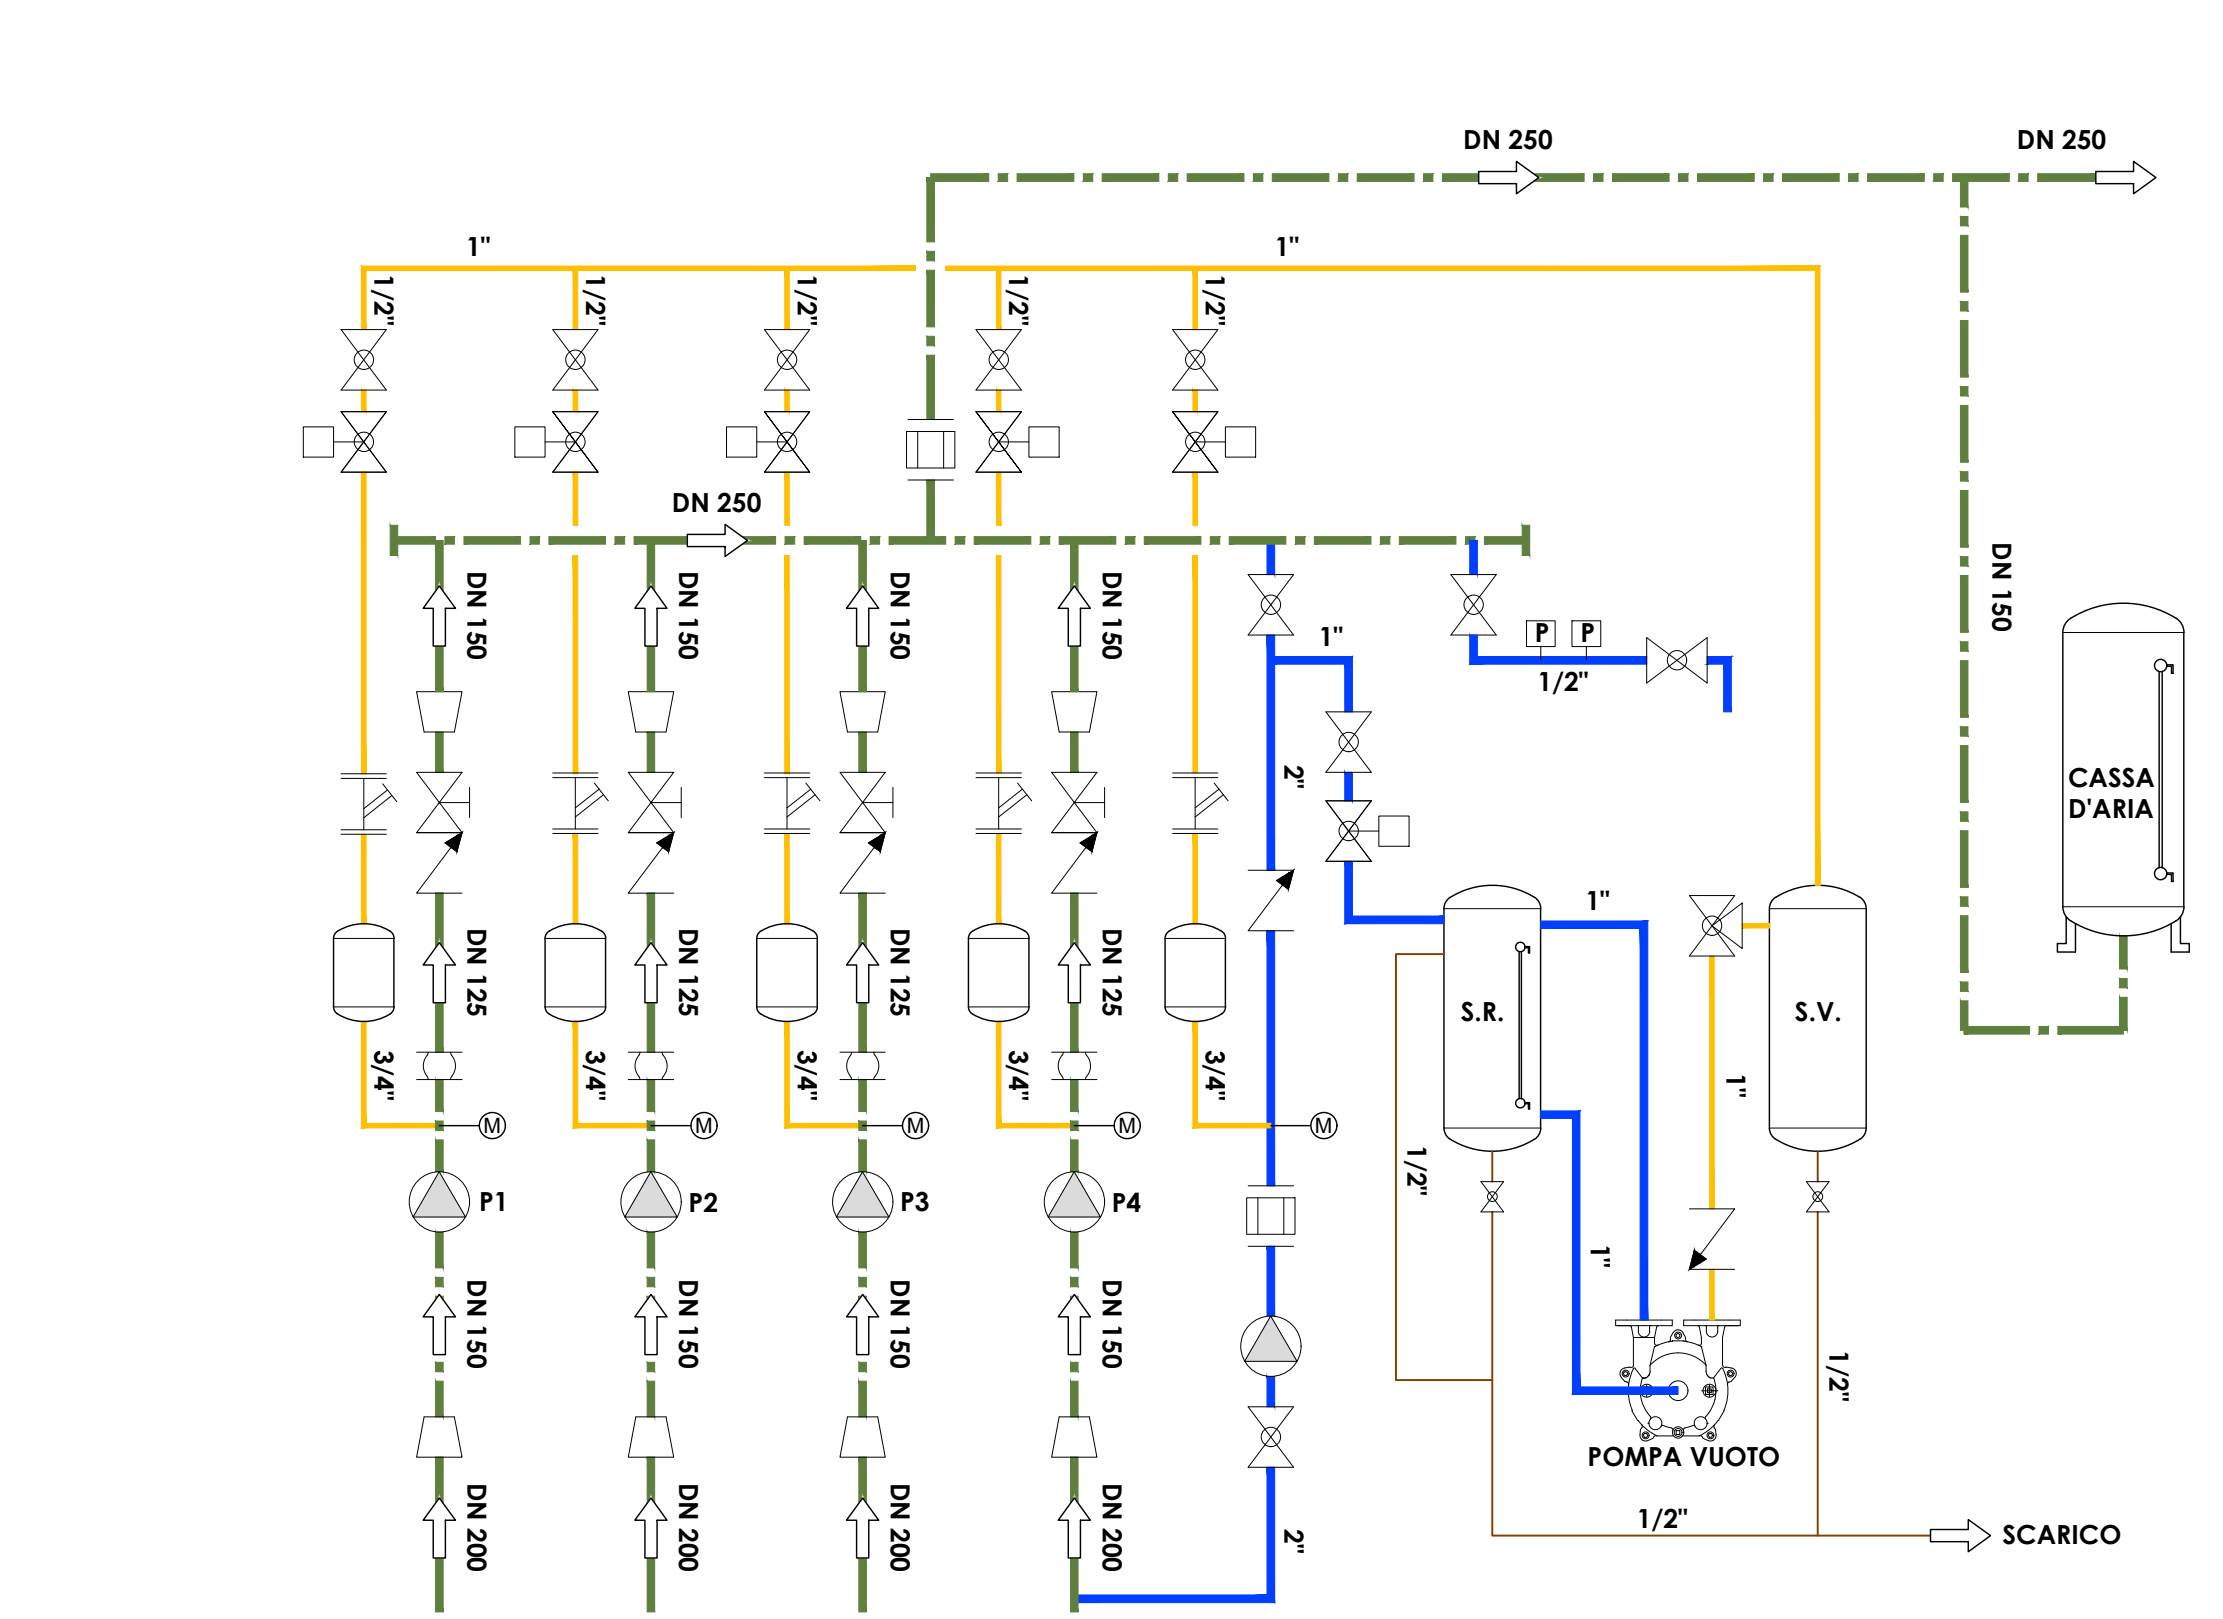 DN 250
DN 250
1"
1"
1/2"
1/2"
1/2"
1/2"
1/2"
DN 250
DN 150
DN 150
DN 150
DN 150
DN 150
1"
P
P
1/2"
2"
CASSA
D'ARIA
1"
DN 125
DN 125
DN 125
DN 125
S.R.
S.V.
3/4"
3/4"
3/4"
3/4"
3/4"
1"
M
M
M
M
M
1/2"
P1
P2
P3
P4
1"
DN 150
DN 150
DN 150
DN 150
1/2"
POMPA VUOTO
DN 200
DN 200
DN 200
DN 200
2"
1/2"
SCARICO